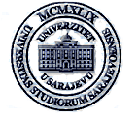 UNIVERSITAS STUDIORUM SARAJEVOENSIS
MCMXLIX
UNIVERZITET
U SARAJEVU